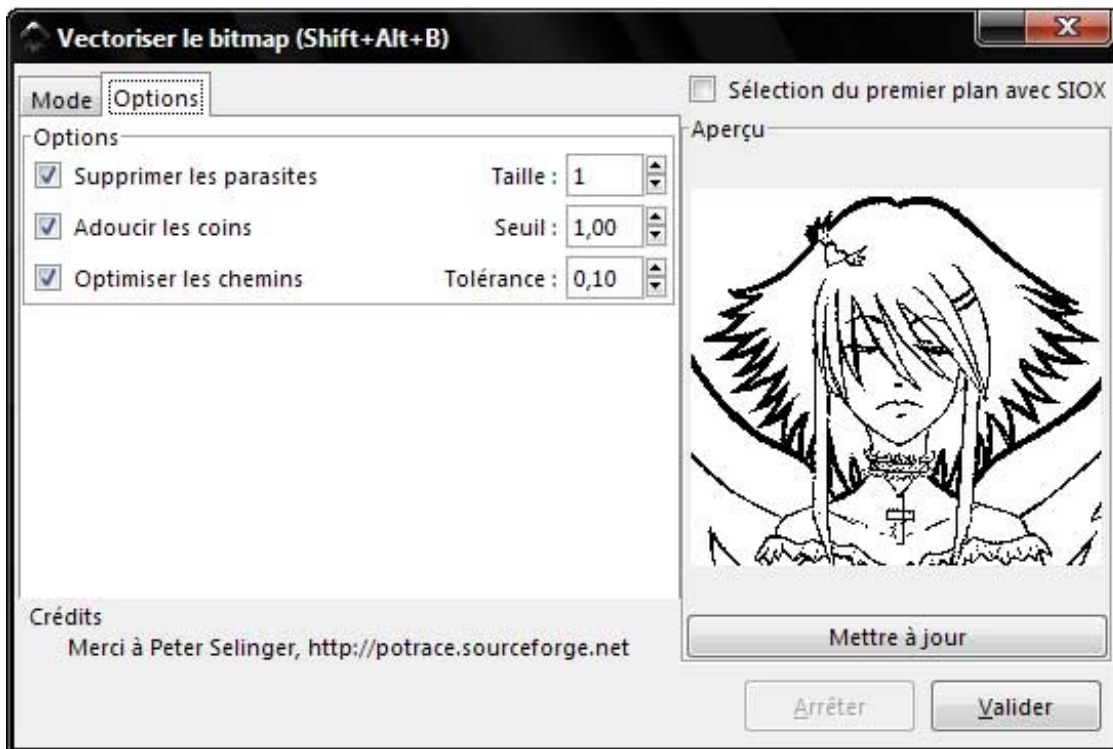 Vectoriser le bitmap (Shift+Alt+B)
Mode Options
Sélection du premier plan avec SIOX
Options
Supprimer les parasites Taille : 1
Adoucir les coins Seuil : 1,00
Optimiser les chemins Tolérance : 0,10
Aperçu
Crédits
Merci à Peter Selinger, http://potrace.sourceforge.net
Mettre à jour
Arrêter Valider